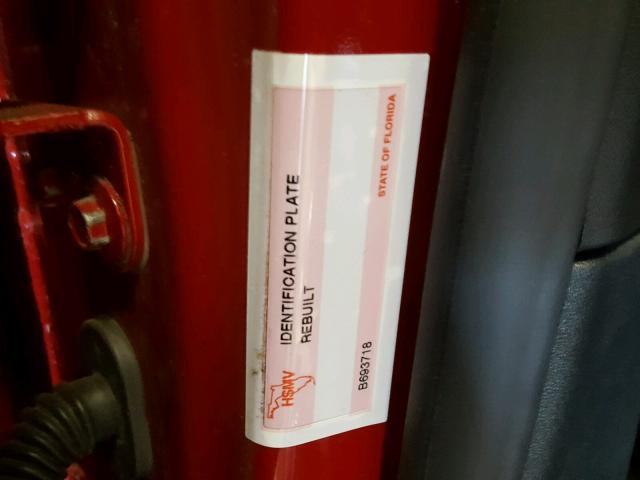 STATE OF FLORIDA
IDENTIFICATION PLATE
REBUILT
HSMV
B693718